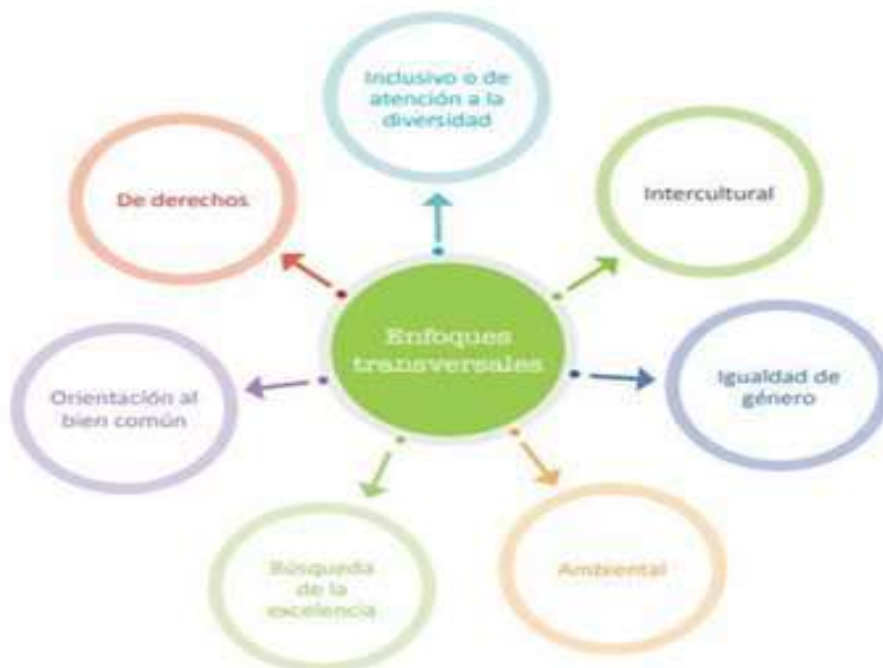 Inclusivo o de
atención a la
diversidad
De derechos
Intercultural
Enfoques
transversales
Orientación al
bien común
Igualdad de
género
Búsqueda
de la
excelencia
Ambiental